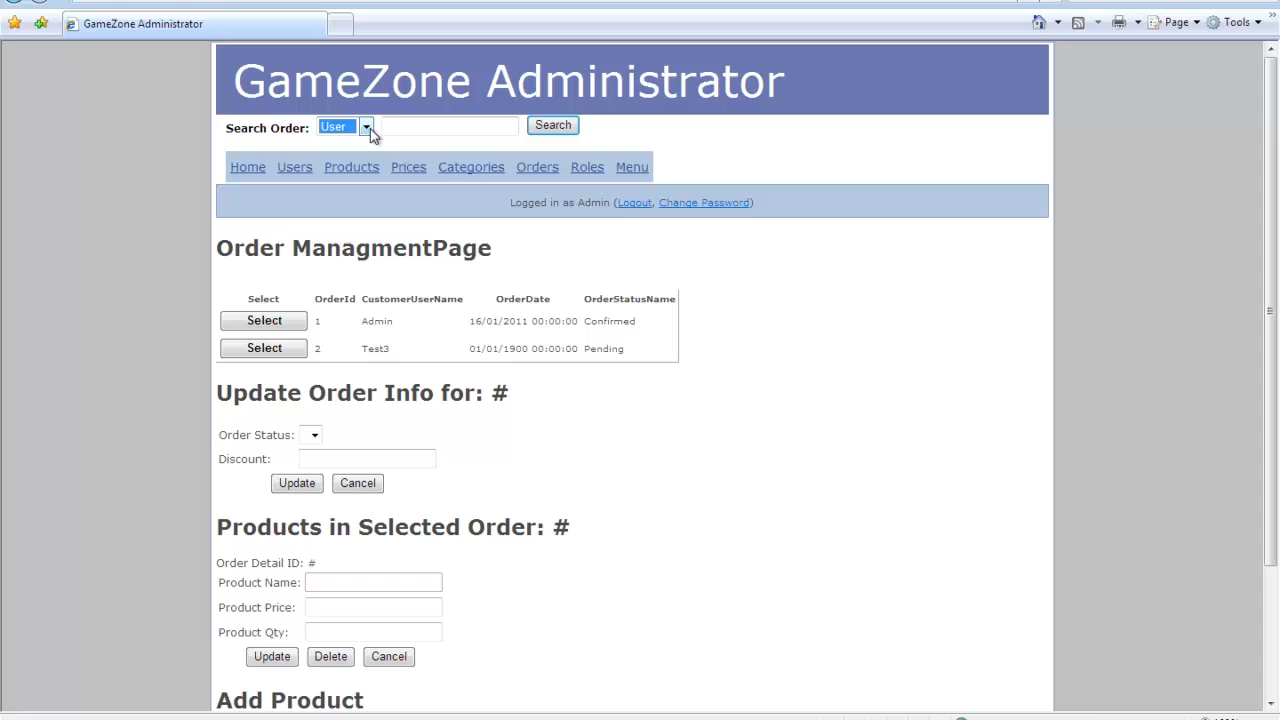 GameZone Administrator
Page
Tools
GameZone Administrator
Search Order: User Search
Home Users Products Prices Categories Orders Roles Menu
Logged in as Admin (Logout, Change Password)
Order ManagmentPage
Select OrderId CustomerUserName OrderDate OrderStatusName
Select 1 Admin 16/01/2011 00:00:00 Confirmed
Select 2 Test3 01/01/1900 00:00:00 Pending
Update Order Info for: #
Order Status:
Discount:
Update Cancel
Products in Selected Order: #
Order Detail ID: #
Product Name:
Product Price:
Product Qty:
Update Delete Cancel
Add Product